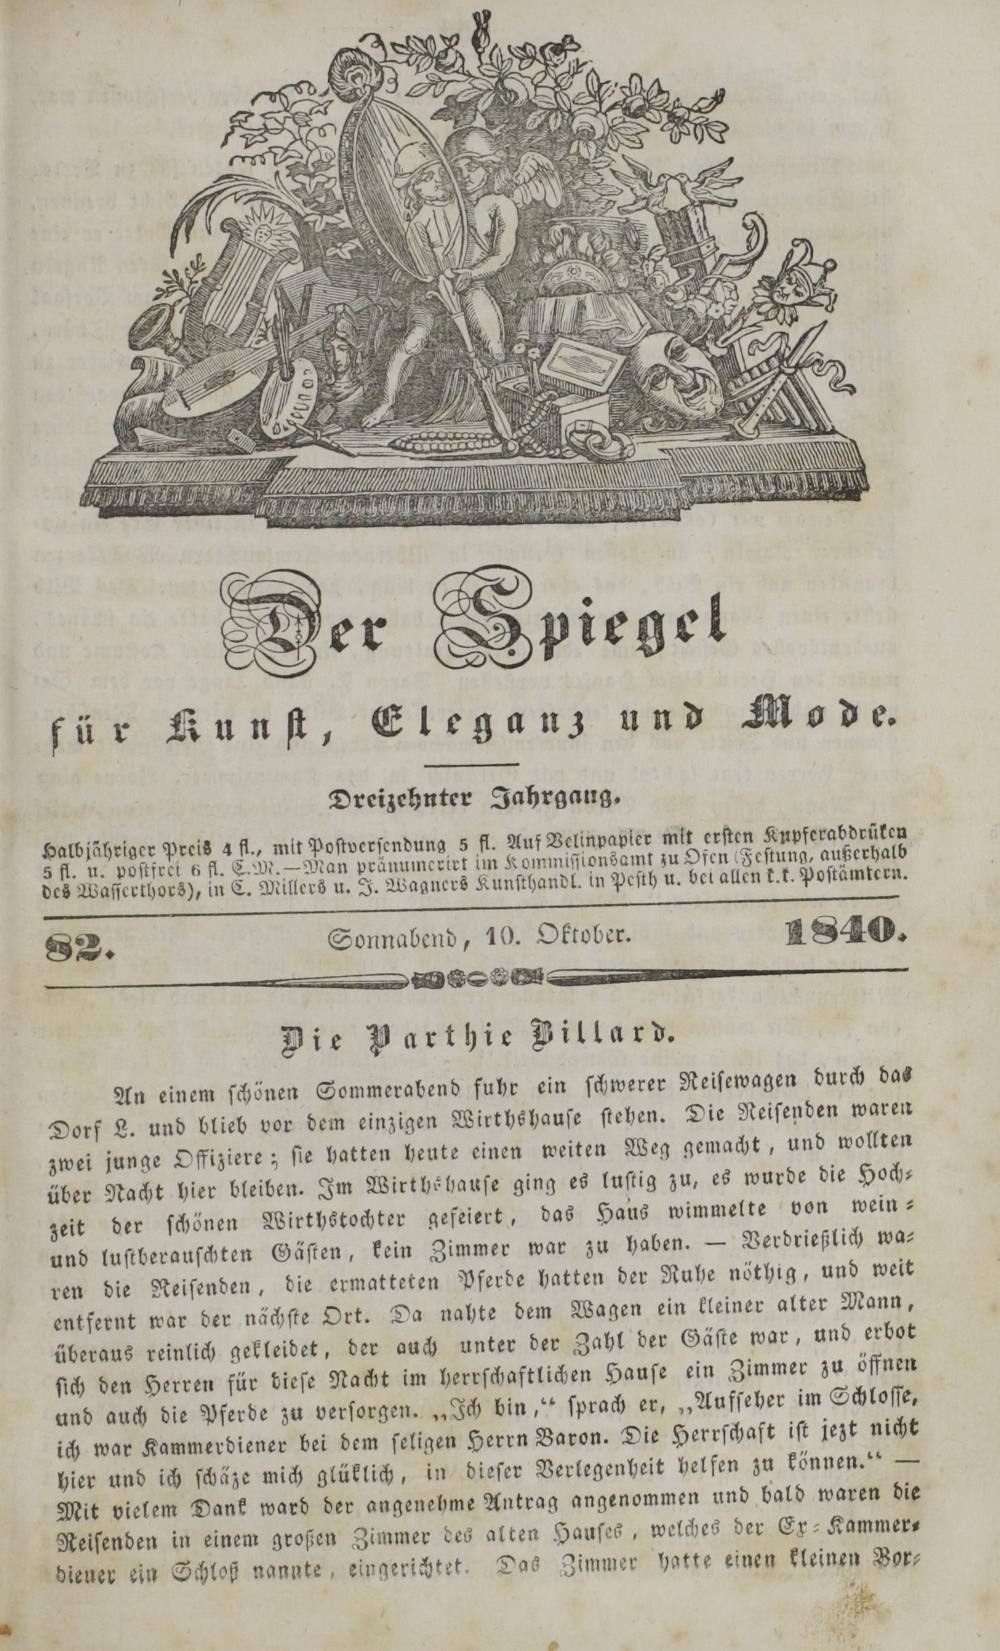 Der Spiegel
für Kunst, Eleganz und Mode.
Dreizehnter Jahrgang.
Halbjähriger Preis 4 fl., mit Postversendung 5 fl. Auf Velinpapier mit ersten Kupferabdrüken
5 fl. u. postfrei 6 fl. C.M.—Man pränumerirt im Kommissionsamt zu Ofen (Festung, außerhalb
des Wasserthors), in C. Millers u. J. Wagners Kunsthandl. in Pesth u. bei allen k.k. Postämtern.
82. Sonnabend, 10. Oktober. 1840.
Die Parthie Billard.
An einem schönen Sommerabend fuhr ein schwerer Reisewagen durch das
Dorf L. und blieb vor dem einzigen Wirthshause stehen. Die Reisenden waren
zwei junge Offiziere; sie hatten heute einen weiten Weg gemacht, und wollten
über Nacht hier bleiben. Im Wirthshause ging es lustig zu, es wurde die Hoch-
zeit der schönen Wirthstochter gefeiert, das Haus wimmelte von wein-
und lustberauschten Gästen, kein Zimmer war zu haben. — Verdrießlich wa-
ren die Reisenden, die ermatteten Pferde hatten der Ruhe nöthig, und weit
entfernt war der nächste Ort. Da nahte dem Wagen ein kleiner alter Mann,
überaus reinlich gekleidet, der auch unter der Zahl der Gäste war, und erbot
sich den Herren für diese Nacht im herrschaftlichen Hause ein Zimmer zu öffnen
und auch die Pferde zu versorgen. „Ich bin,“ sprach er, „Aufseher im Schlosse,
ich war Kammerdiener bei dem seligen Herrn Baron. Die Herrschaft ist jezt nicht
hier und ich schäze mich glüklich, in dieser Verlegenheit helfen zu können.“ —
Mit vielem Dank ward der angenehme Antrag angenommen und bald waren die
Reisenden in einem großen Zimmer des alten Hauses, welches der Ex-Kammer-
diener ein Schloß nannte, eingerichtet. Das Zimmer hatte einen kleinen Vor-